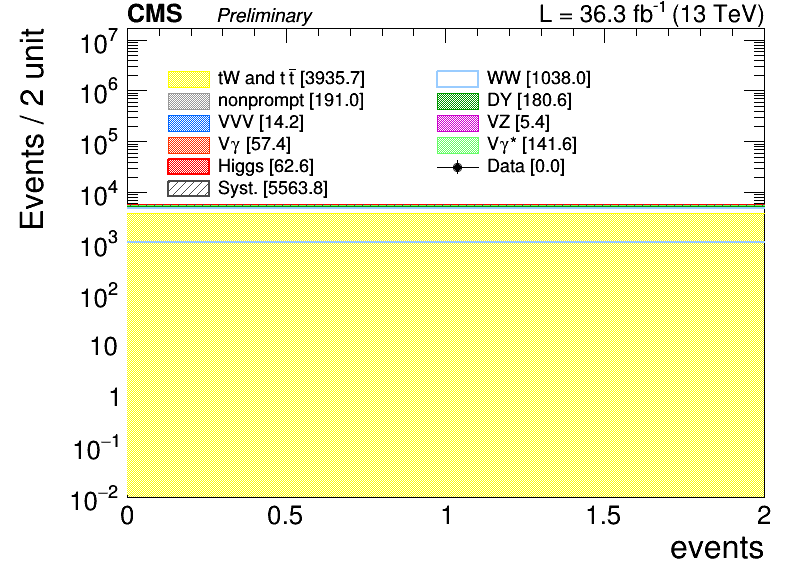 CMS Preliminary L = 36.3 fb⁻¹ (13 TeV)
Events / 2 unit
10⁷
10⁶
10⁵
10⁴
10³
10²
10
1
10⁻¹
10⁻²
tW and t t̅ [3935.7]
nonprompt [191.0]
VVV [14.2]
Vγ [57.4]
Higgs [62.6]
Syst. [5563.8]
WW [1038.0]
DY [180.6]
VZ [5.4]
Vγ* [141.6]
Data [0.0]
0 0.5 1 1.5 2
events